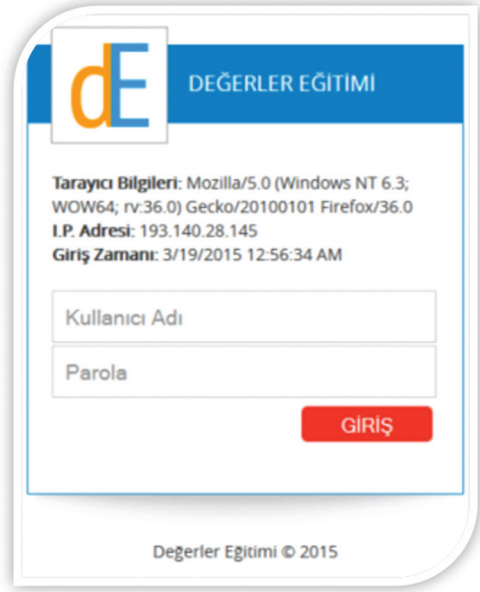 dE
DEĞERLER EĞİTİMİ
Tarayıcı Bilgileri: Mozilla/5.0 (Windows NT 6.3;
WOW64; rv:36.0) Gecko/20100101 Firefox/36.0
I.P. Adresi: 193.140.28.145
Giriş Zamanı: 3/19/2015 12:56:34 AM
Kullanıcı Adı
Parola
GİRİŞ
Değerler Eğitimi © 2015